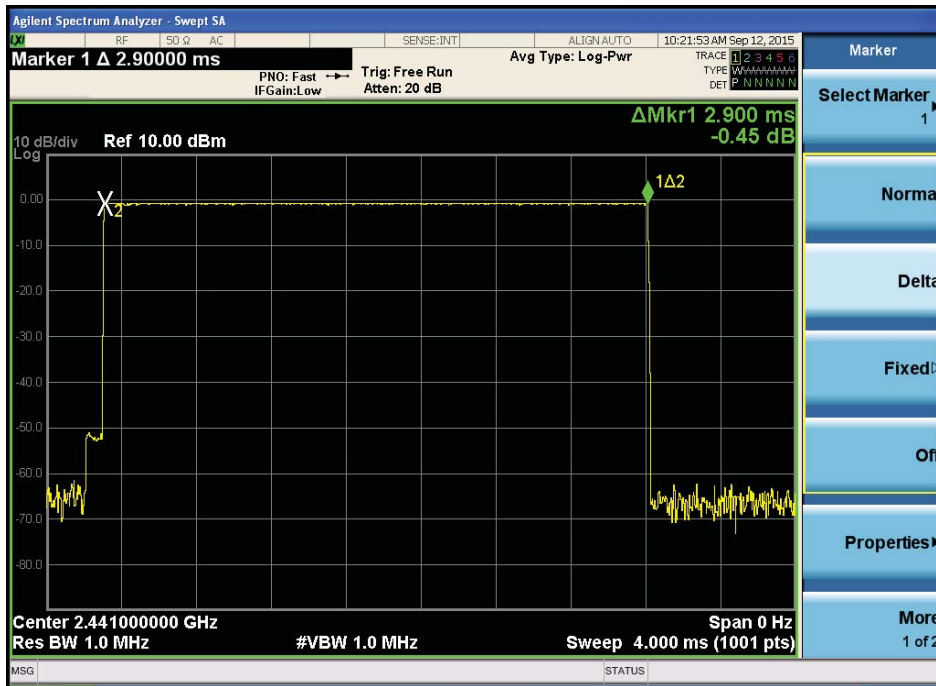 Agilent Spectrum Analyzer - Swept SA
LXI RF 50 Ω AC SENSE:INT ALIGN AUTO 10:21:53 AM Sep 12, 2015
Marker 1 Δ 2.90000 ms
Avg Type: Log-Pwr
TRACE 1 2 3 4 5 6
PNO: Fast
Trig: Free Run
TYPE WWWWWW
IFGain:Low
Atten: 20 dB
DET P N N N N N
ΔMkr1 2.900 ms
-0.45 dB
10 dB/div Ref 10.00 dBm
Log
1Δ2
0.00
2
-10.0
-20.0
-30.0
-40.0
-50.0
-60.0
-70.0
-80.0
Center 2.441000000 GHz Span 0 Hz
Res BW 1.0 MHz #VBW 1.0 MHz Sweep 4.000 ms (1001 pts)
MSG STATUS
Marker
Select Marker
1
Norma
Delta
Fixed
Off
Properties
More
1 of 2